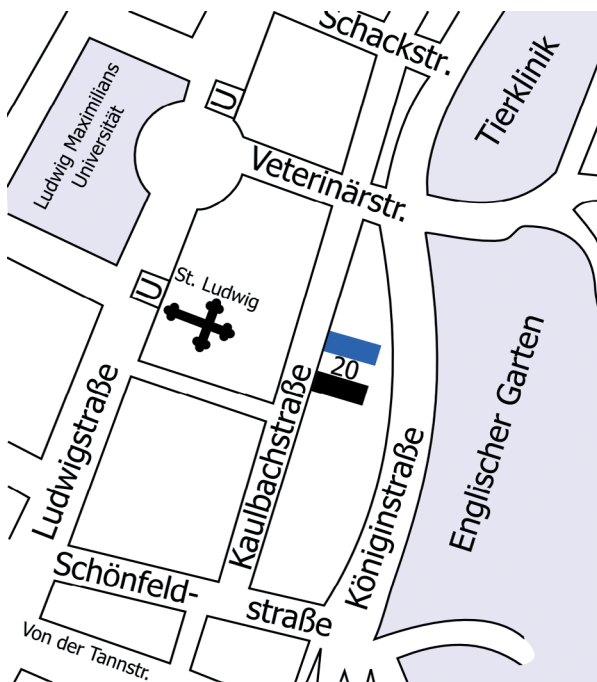 Schackstr.
Tierklinik
Ludwig Maximilians
Universität
U
Veterinärstr.
U
St. Ludwig
20
Ludwigstraße
Kaulbachstraße
Königinstraße
Englischer Garten
Schönfeld-
straße
Von der Tannstr.